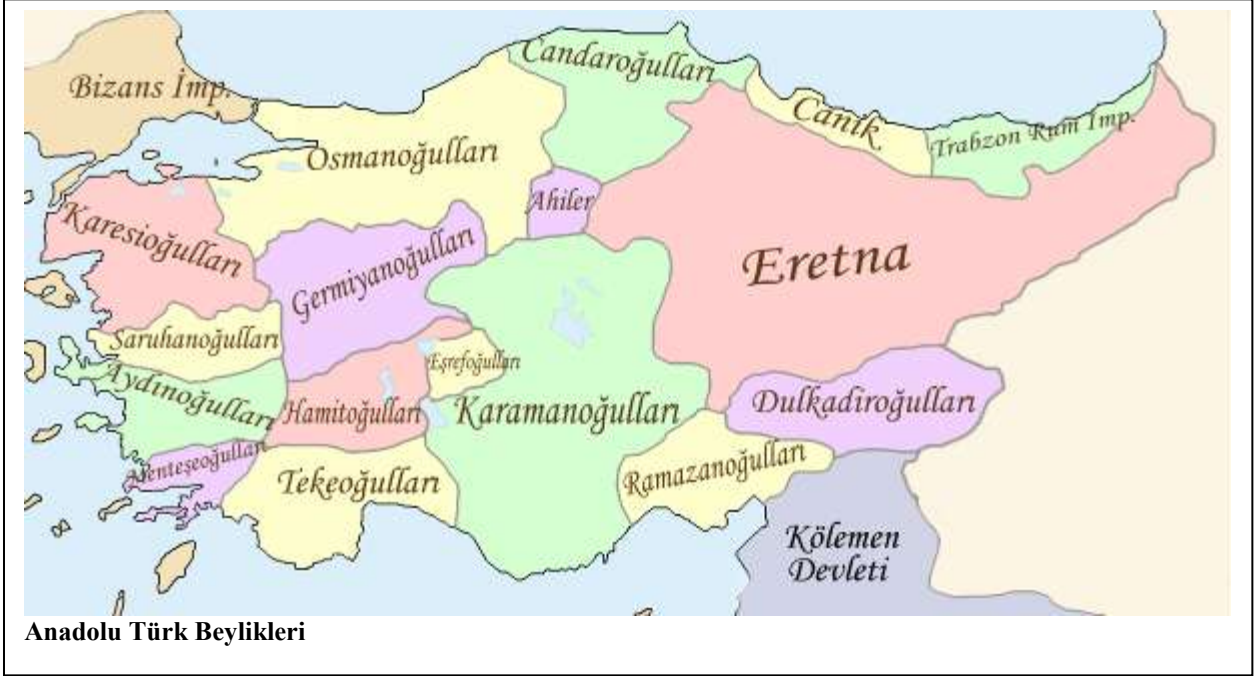 Bizans İmp.
Candaroğulları
Canik
Trabzon Rum İmp.
Osmanoğulları
Ahiler
Karesioğulları
Germiyanoğulları
Eretna
Saruhanoğulları
Eşrefoğulları
Aydınoğulları
Hamitoğulları
Karamanoğulları
Dulkadiroğulları
Menteşeoğulları
Tekeoğulları
Ramazanoğulları
Kölemen
Devleti
Anadolu Türk Beylikleri